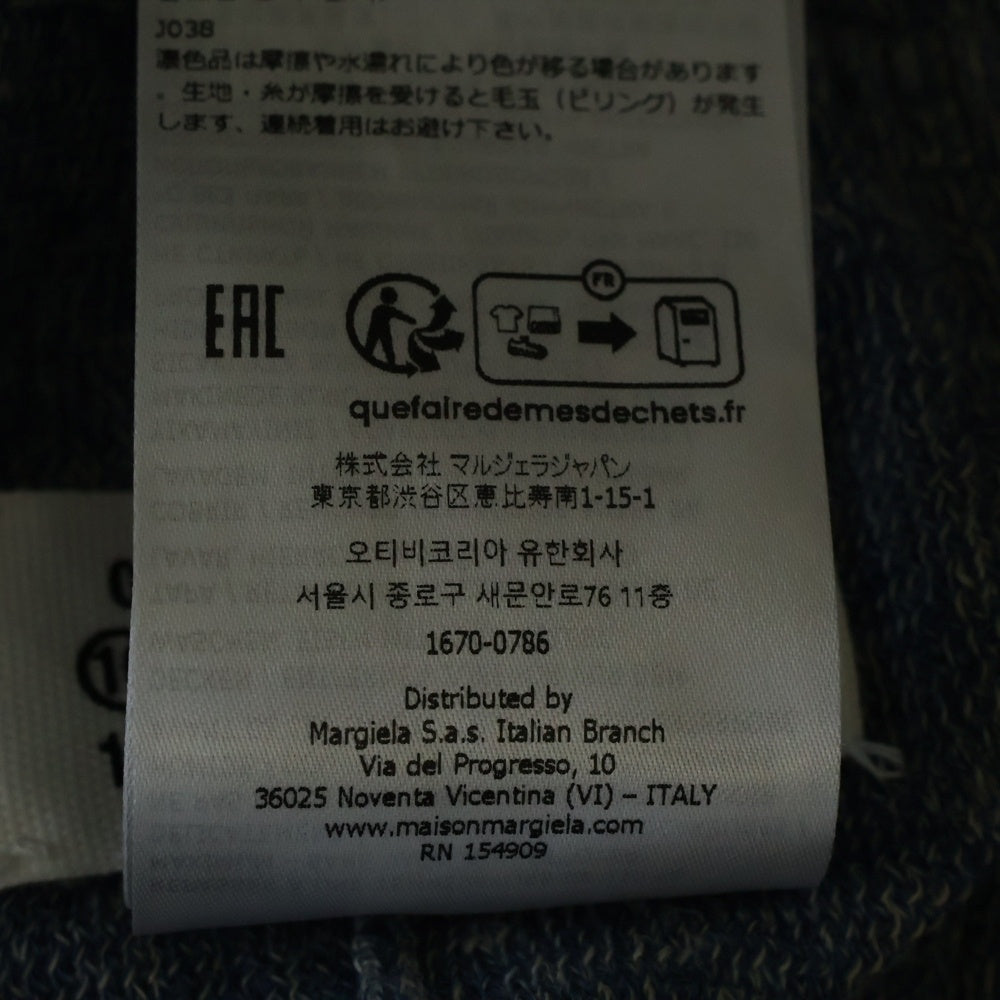 J038
濃色品は摩擦や水濡れにより色が移る場合があります
。生地・糸が摩擦を受けると毛玉（ピリング）が発生
します、連続着用はお避け下さい。
EAC
FR
quefairedemesdechets.fr
株式会社 マルジェラジャパン
東京都渋谷区恵比寿南1-15-1
오티비코리아 유한회사
서울시 종로구 새문안로76 11층
1670-0786
Distributed by
Margiela S.a.s. Italian Branch
Via del Progresso, 10
36025 Noventa Vicentina (VI) – ITALY
www.maisonmargiela.com
RN 154909